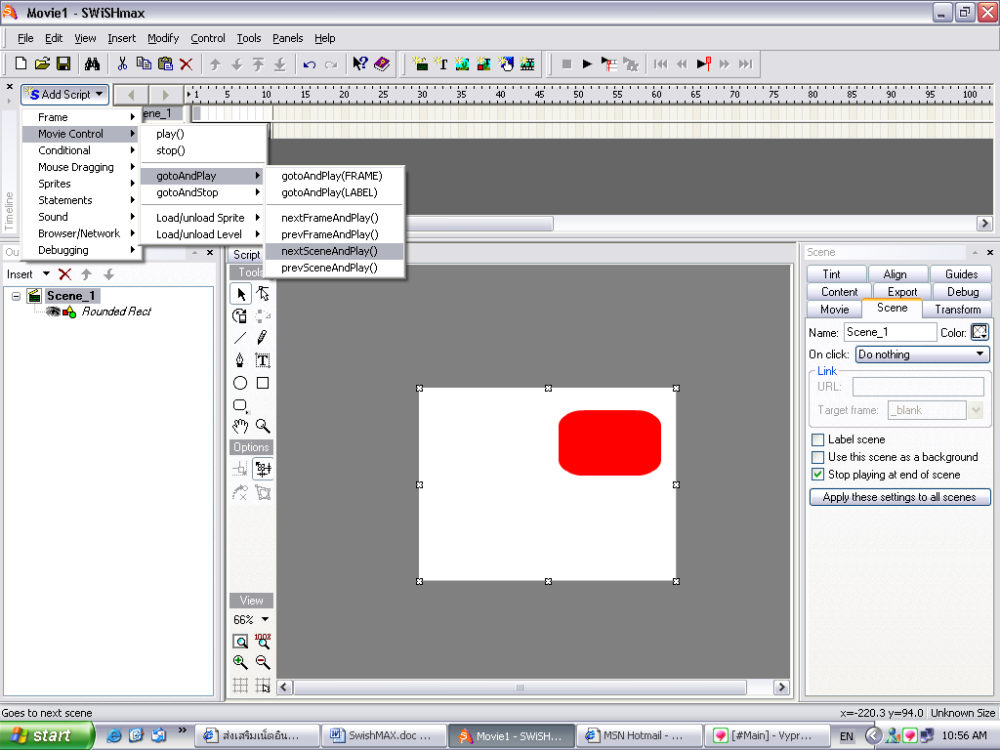 Movie1 - SWiSHmax
File Edit View Insert Modify Control Tools Panels Help
Add Script
1 5 10 15 20 25 30 35 40 45 50 55 60 65 70 75 80 85 90 95 100
ene_1
Timeline
Frame
Movie Control
Conditional
Mouse Dragging
Sprites
Statements
Sound
Browser/Network
Debugging
play()
stop()
gotoAndPlay
gotoAndStop
Load/unload Sprite
Load/unload Level
gotoAndPlay(FRAME)
gotoAndPlay(LABEL)
nextFrameAndPlay()
prevFrameAndPlay()
nextSceneAndPlay()
prevSceneAndPlay()
Ou
Insert
Scene_1
Rounded Rect
Script
Tools
Options
View
66%
100%
Scene
Tint Align Guides
Content Export Debug
Movie Scene Transform
Name: Scene_1 Color:
On click: Do nothing
Link
URL:
Target frame: _blank
Label scene
Use this scene as a background
Stop playing at end of scene
Apply these settings to all scenes
Goes to next scene
x=-220.3 y=94.0 Unknown Size
start
ส่งเสริมเน็ตอิน...
SwishMAX.doc ...
Movie1 - SWiSH...
MSN Hotmail - ...
[#Main] - Vypr...
EN
10:56 AM